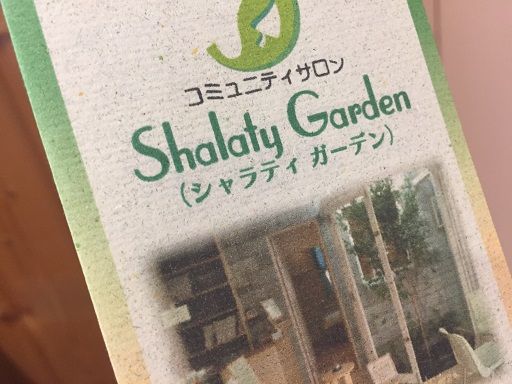 コミュニティサロン
Shalaty Garden
(シャラティ ガーデン)